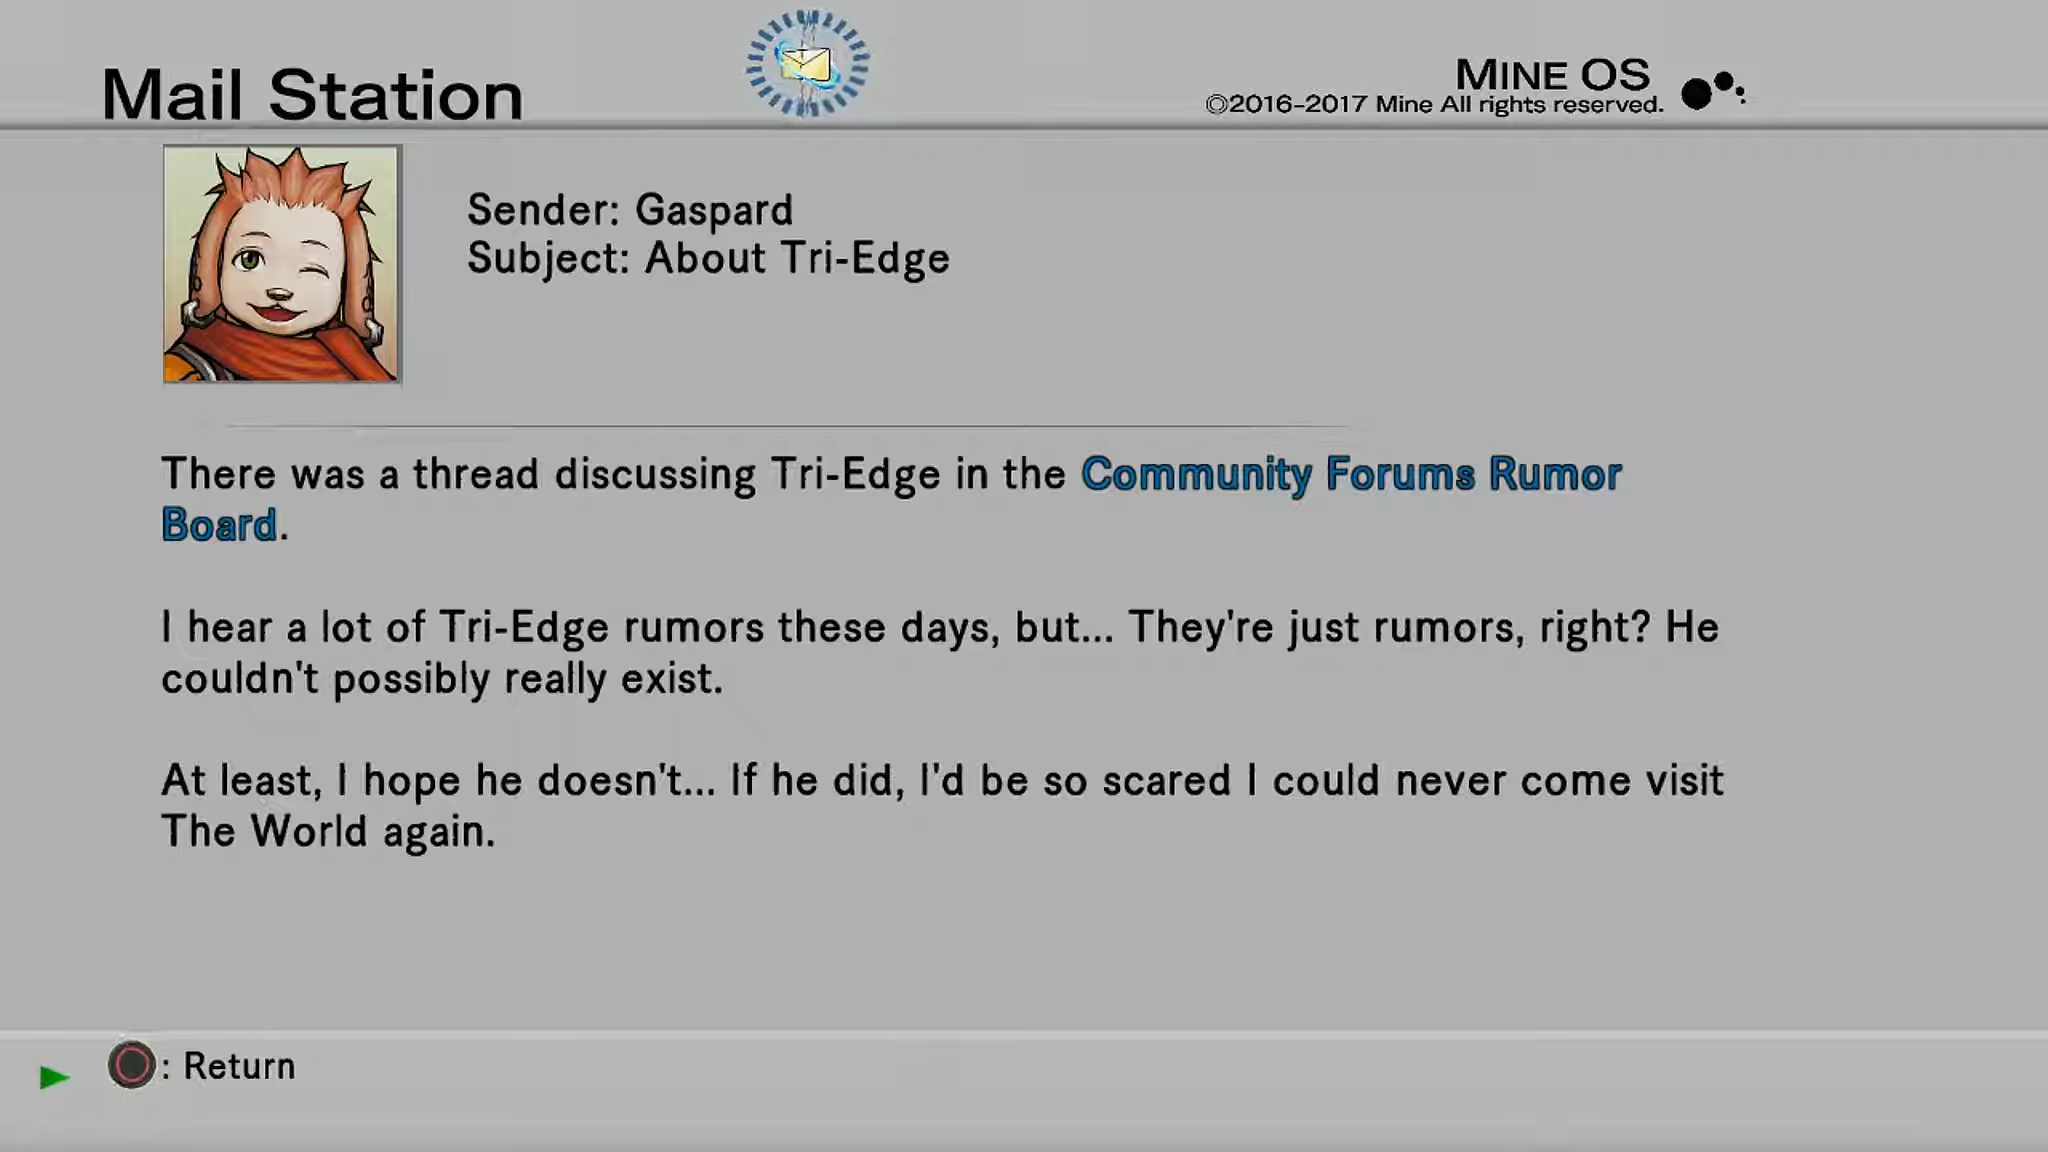 Mail Station
MINE OS
©2016-2017 Mine All rights reserved.
Sender: Gaspard
Subject: About Tri-Edge
There was a thread discussing Tri-Edge in the Community Forums Rumor
Board.
I hear a lot of Tri-Edge rumors these days, but... They're just rumors, right? He
couldn't possibly really exist.
At least, I hope he doesn't... If he did, I'd be so scared I could never come visit
The World again.
: Return